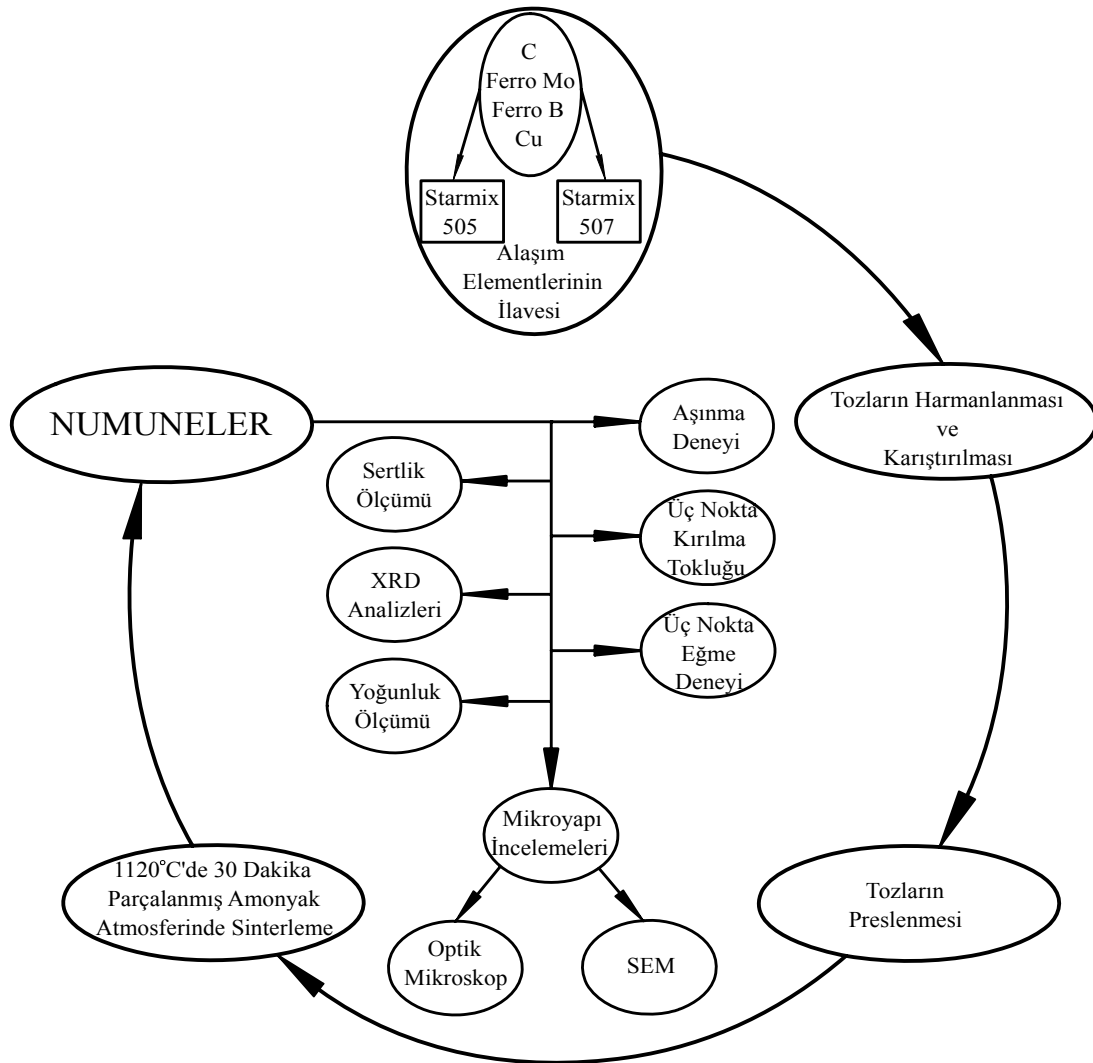 C
Ferro Mo
Ferro B
Cu
Starmix
505
Starmix
507
Alaşım
Elementlerinin
İlavesi
Tozların Harmanlanması
ve
Karıştırılması
Tozların
Preslenmesi
1120°C'de 30 Dakika
Parçalanmış Amonyak
Atmosferinde Sinterleme
NUMUNELER
Aşınma
Deneyi
Sertlik
Ölçümü
Üç Nokta
Kırılma
Tokluğu
XRD
Analizleri
Üç Nokta
Eğme
Deneyi
Yoğunluk
Ölçümü
Mikroyapı
İncelemeleri
Optik
Mikroskop
SEM